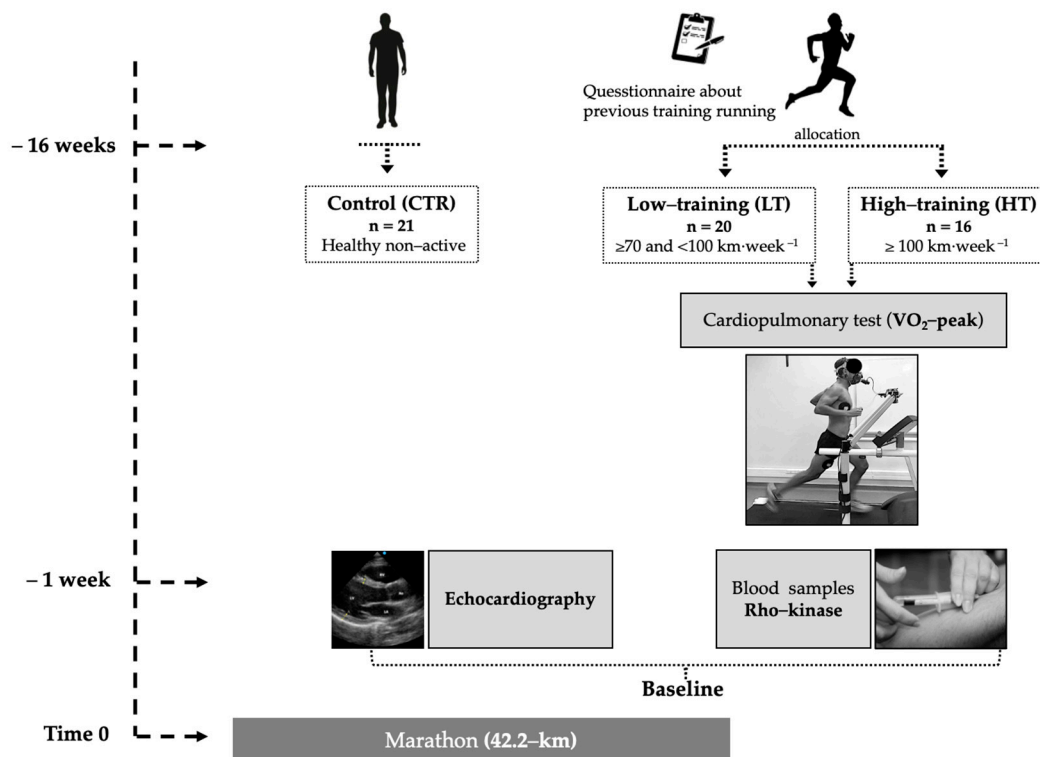 Quesstionnaire about
previous training running
allocation
– 16 weeks
Control (CTR)
n = 21
Healthy non–active
Low–training (LT)
n = 20
≥70 and <100 km·week –1
High–training (HT)
n = 16
≥ 100 km·week–1
Cardiopulmonary test (VO2–peak)
– 1 week
Echocardiography
Blood samples
Rho–kinase
Baseline
Time 0
Marathon (42.2–km)